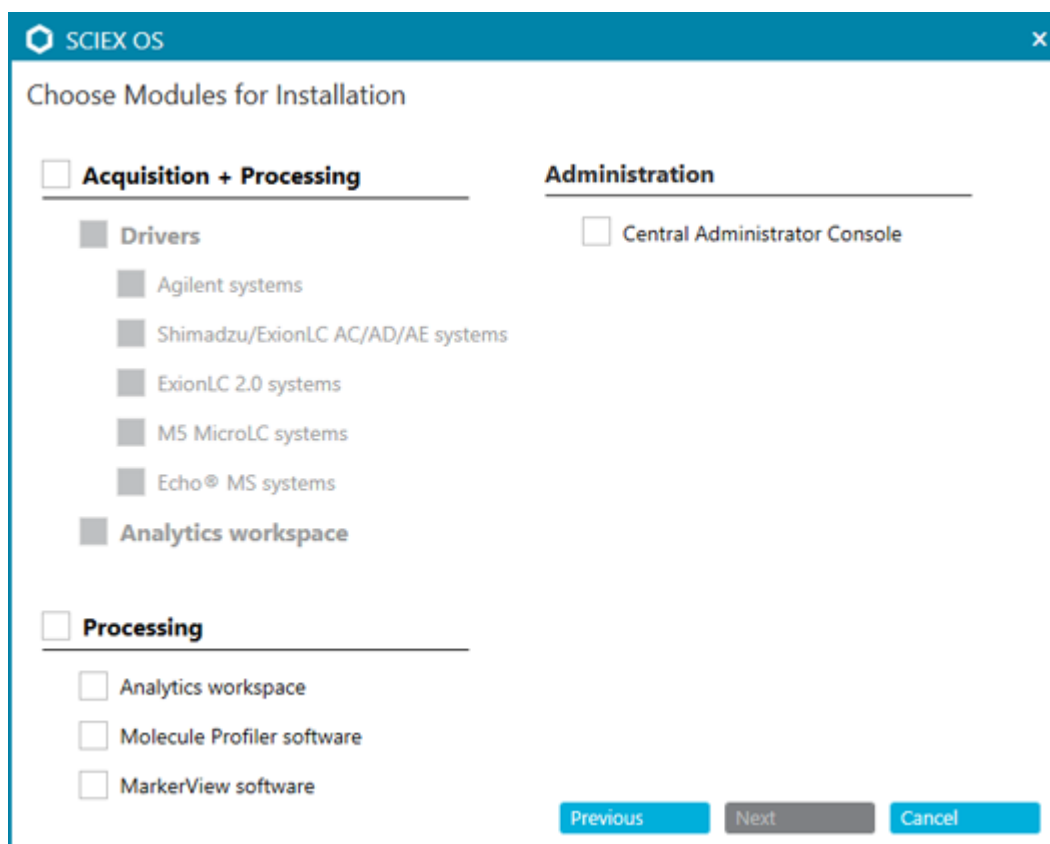 SCIEX OS
Choose Modules for Installation
Acquisition + Processing
Drivers
Agilent systems
Shimadzu/ExionLC AC/AD/AE systems
ExionLC 2.0 systems
M5 MicroLC systems
Echo® MS systems
Analytics workspace
Processing
Analytics workspace
Molecule Profiler software
MarkerView software
Administration
Central Administrator Console
Previous
Next
Cancel